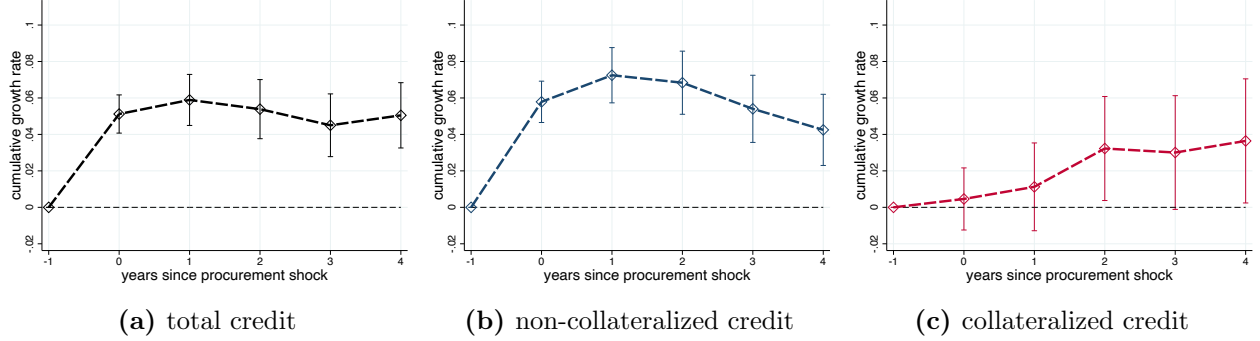 cumulative growth rate
-.02 0 .02 .04 .06 .08 .1
-1 0 1 2 3 4
years since procurement shock
(a) total credit
cumulative growth rate
-.02 0 .02 .04 .06 .08 .1
-1 0 1 2 3 4
years since procurement shock
(b) non-collateralized credit
cumulative growth rate
-.02 0 .02 .04 .06 .08 .1
-1 0 1 2 3 4
years since procurement shock
(c) collateralized credit